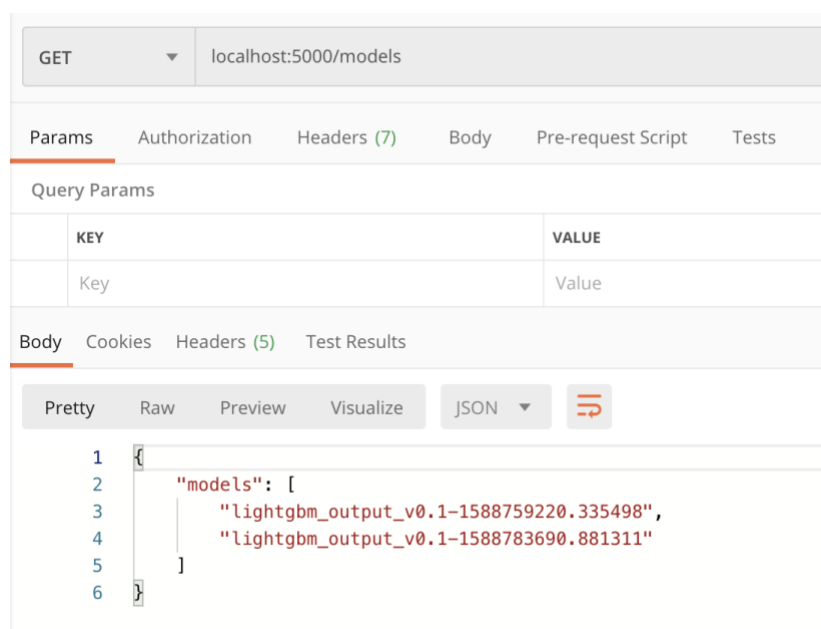 GET localhost:5000/models
Params Authorization Headers (7) Body Pre-request Script Tests
Query Params
KEY VALUE
Key Value
Body Cookies Headers (5) Test Results
Pretty Raw Preview Visualize JSON
1 {
2 "models": [
3 "lightgbm_output_v0.1-1588759220.335498",
4 "lightgbm_output_v0.1-1588783690.881311"
5 ]
6 }